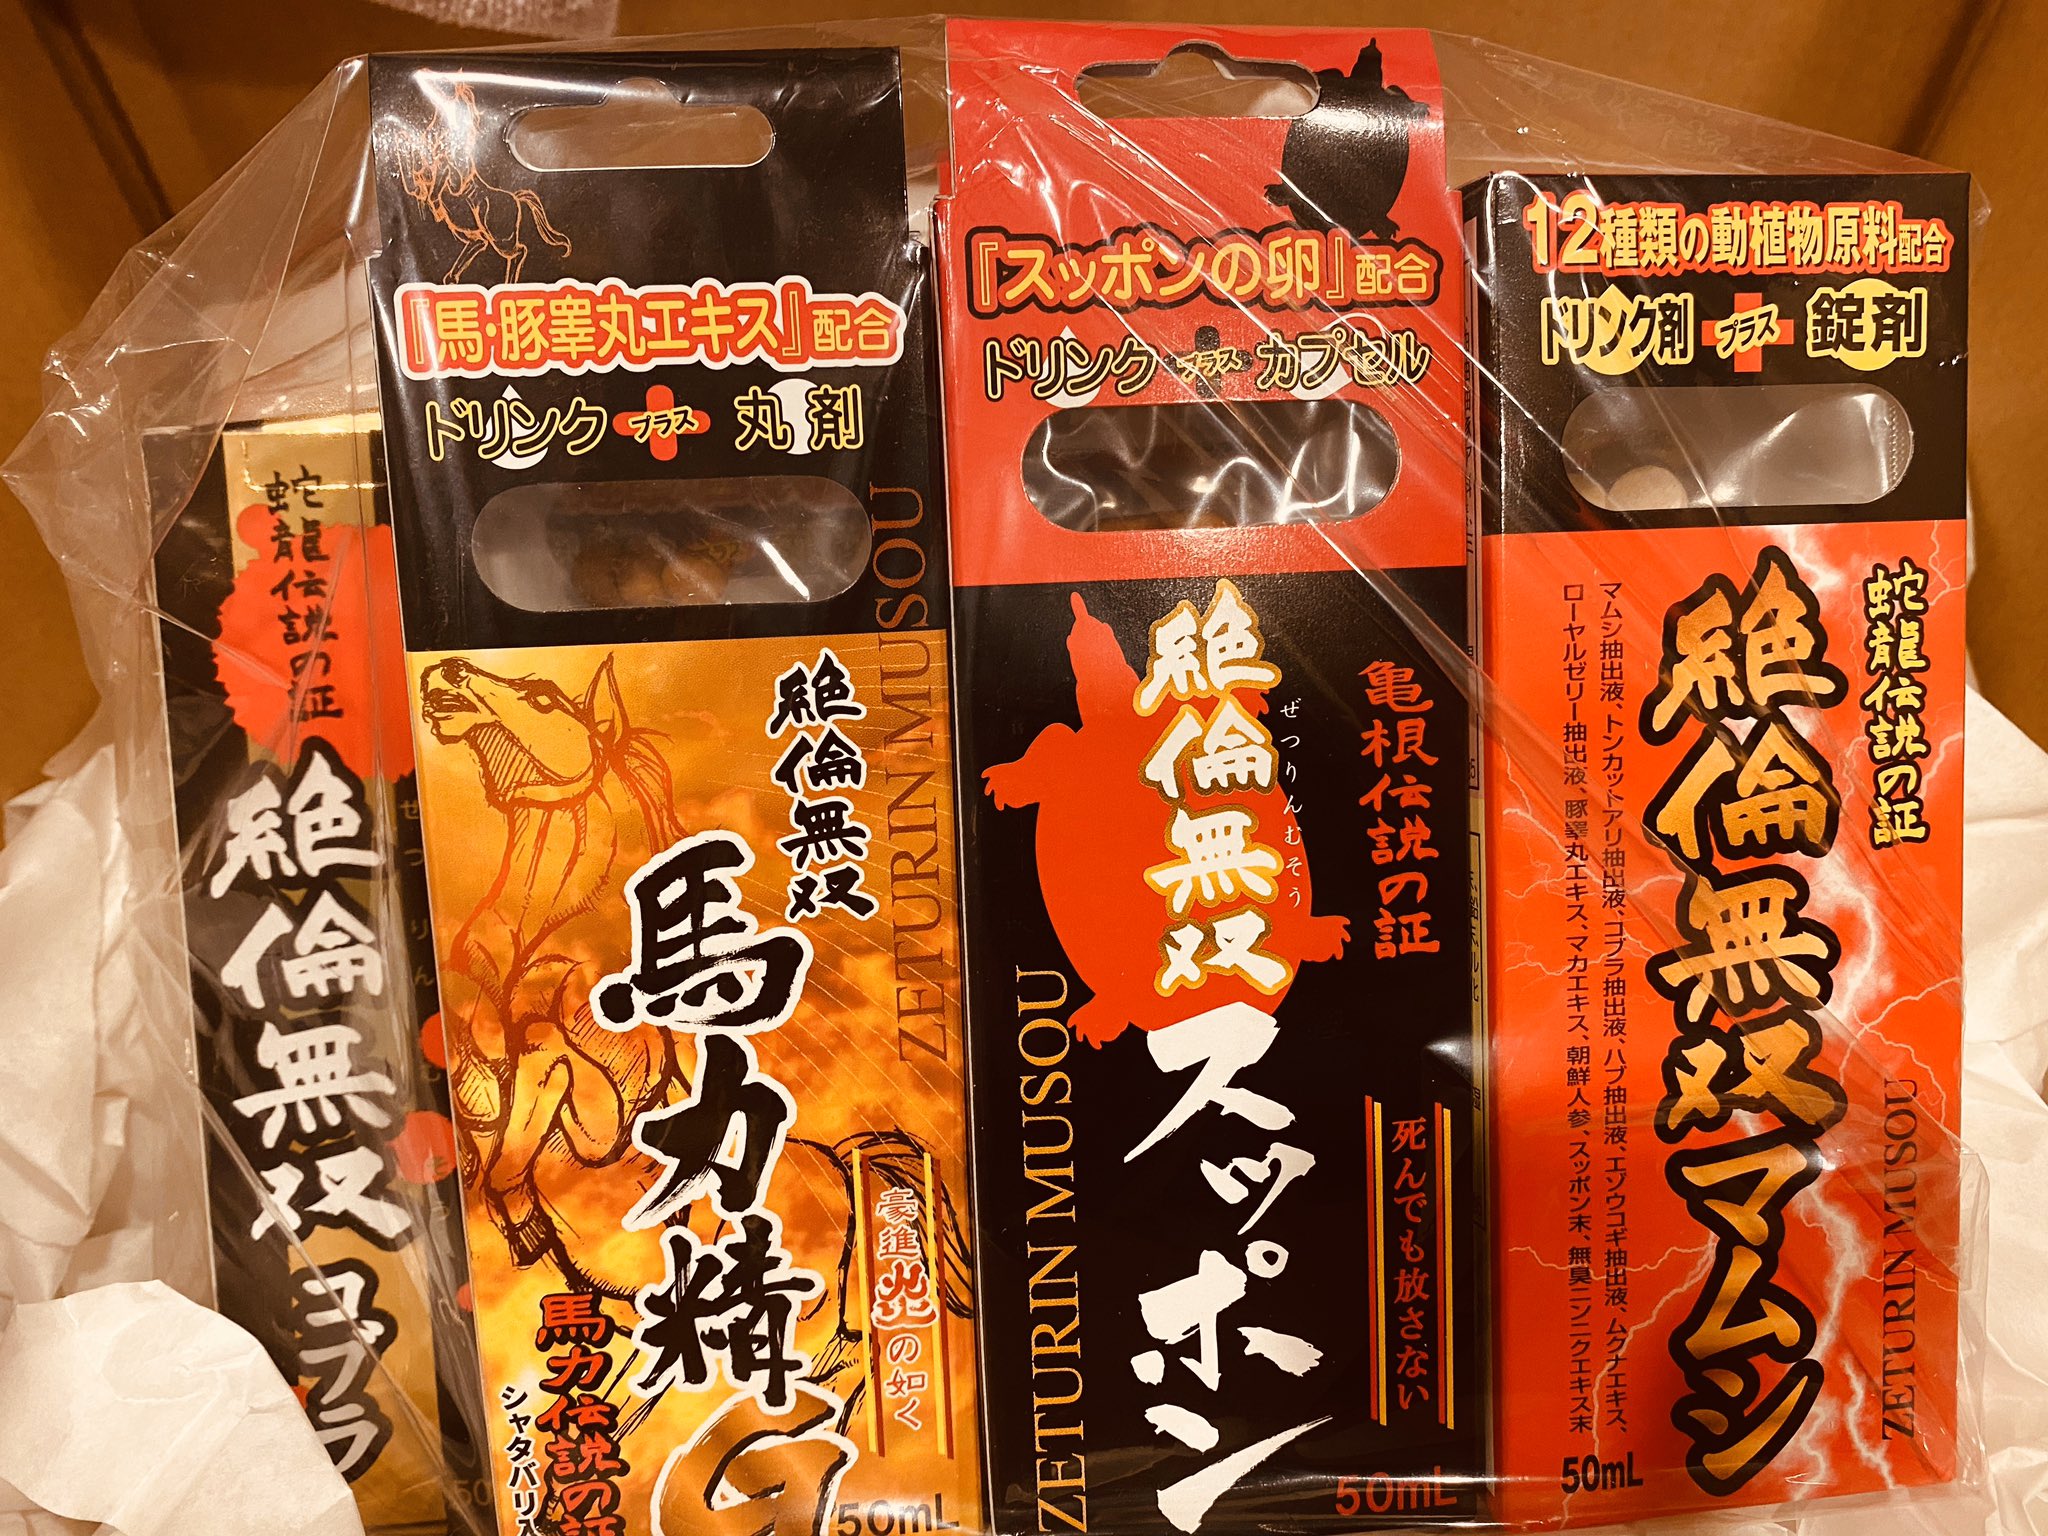 蛇龍伝説の証
絶倫無双
コブラ
『馬・豚睾丸エキス』配合
ドリンク プラス 丸剤
ZETURIN MUSOU
絶倫無双
馬力精
G
豪進炎の如く
馬力伝説の証
シャタバリ入
50mL
『スッポンの卵』配合
ドリンク プラス カプセル
亀根伝説の証
絶倫無双
ぜつりんむそう
スッポン
死んでも放さない
ZETURIN MUSOU
50mL
12種類の動植物原料配合
ドリンク剤 プラス 錠剤
蛇龍伝説の証
絶倫無双マムシ
マムシ抽出液、トンカットアリ抽出液、コブラ抽出液、ハブ抽出液、エゾウコギ抽出液、ムクナエキス、
ローヤルゼリー抽出液、豚睾丸エキス、マカエキス、朝鮮人参、スッポン末、無臭ニンニクエキス末
ZETURIN MUSOU
50mL